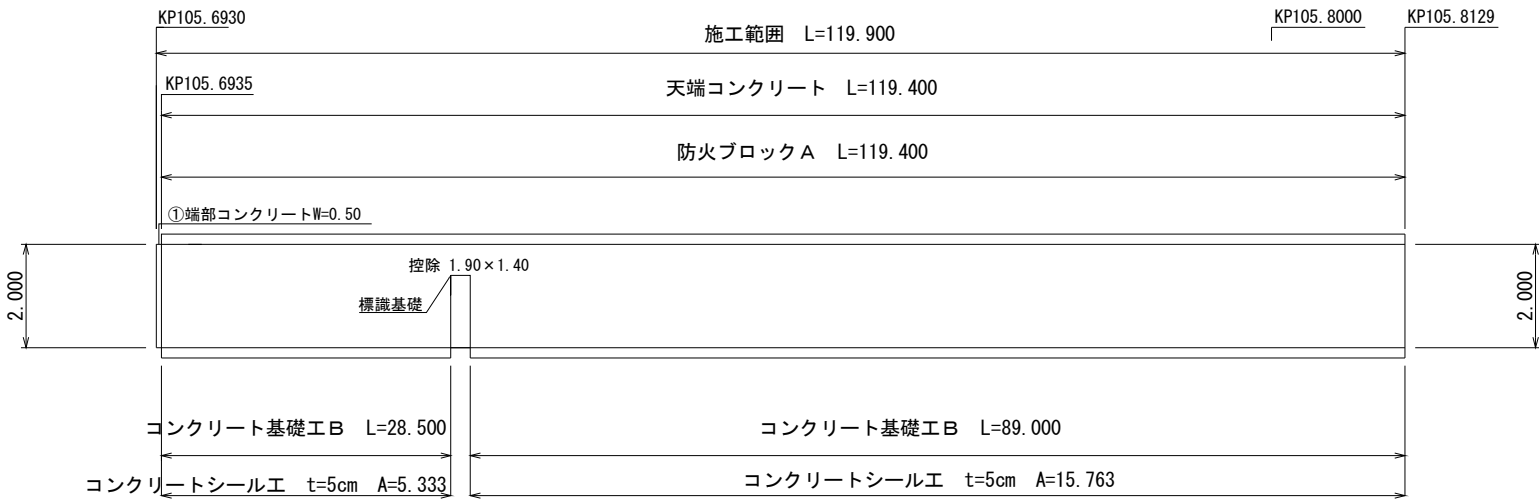 KP105.6930
KP105.8000
KP105.8129
施工範囲 L=119.900
KP105.6935
天端コンクリート L=119.400
防火ブロックA L=119.400
①端部コンクリートW=0.50
控除 1.90×1.40
標識基礎
2.000
2.000
コンクリート基礎工B L=28.500
コンクリート基礎工B L=89.000
コンクリートシール工 t=5cm A=5.333
コンクリートシール工 t=5cm A=15.763